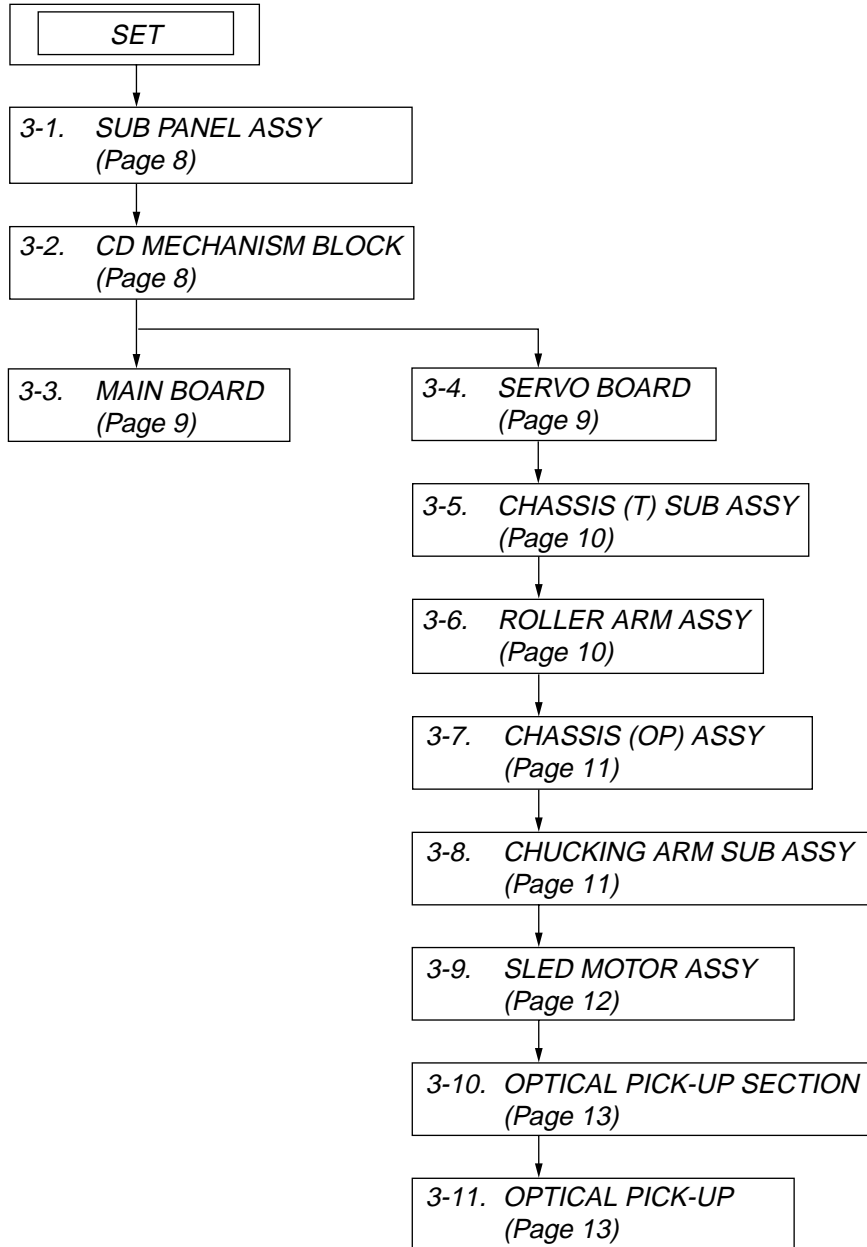 SET
3-1. SUB PANEL ASSY
(Page 8)
3-2. CD MECHANISM BLOCK
(Page 8)
3-3. MAIN BOARD
(Page 9)
3-4. SERVO BOARD
(Page 9)
3-5. CHASSIS (T) SUB ASSY
(Page 10)
3-6. ROLLER ARM ASSY
(Page 10)
3-7. CHASSIS (OP) ASSY
(Page 11)
3-8. CHUCKING ARM SUB ASSY
(Page 11)
3-9. SLED MOTOR ASSY
(Page 12)
3-10. OPTICAL PICK-UP SECTION
(Page 13)
3-11. OPTICAL PICK-UP
(Page 13)